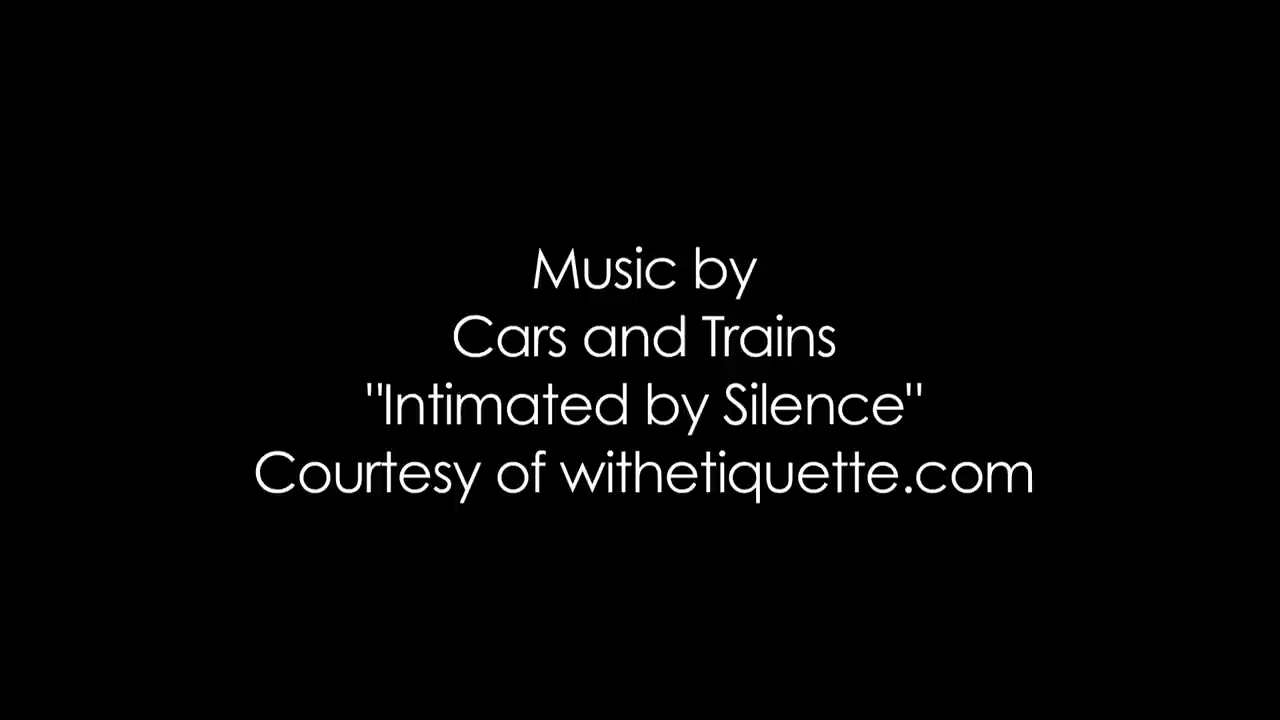 Music by
Cars and Trains
"Intimated by Silence"
Courtesy of withetiquette.com